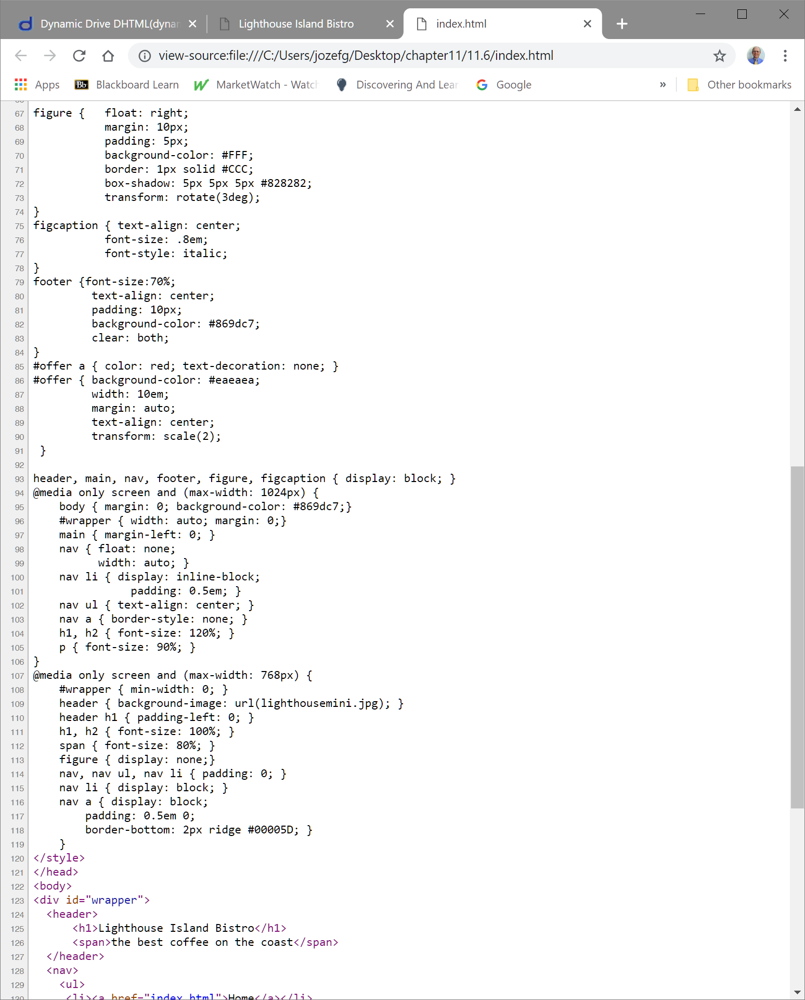 Dynamic Drive DHTML(dynar
Lighthouse Island Bistro
index.html
view-source:file:///C:/Users/jozefg/Desktop/chapter11/11.6/index.html
Apps
Bb Blackboard Learn
MarketWatch - Watch
Discovering And Lear
G Google
»
Other bookmarks
67 figure {   float: right;
68            margin: 10px;
69            padding: 5px;
70            background-color: #FFF;
71            border: 1px solid #CCC;
72            box-shadow: 5px 5px 5px #828282;
73            transform: rotate(3deg);
74 }
75 figcaption { text-align: center;
76            font-size: .8em;
77            font-style: italic;
78 }
79 footer {font-size:70%;
80          text-align: center;
81          padding: 10px;
82          background-color: #869dc7;
83          clear: both;
84 }
85 #offer a { color: red; text-decoration: none; }
86 #offer { background-color: #eaeaea;
87          width: 10em;
88          margin: auto;
89          text-align: center;
90          transform: scale(2);
91  }
92
93 header, main, nav, footer, figure, figcaption { display: block; }
94 @media only screen and (max-width: 1024px) {
95     body { margin: 0; background-color: #869dc7;}
96     #wrapper { width: auto; margin: 0;}
97     main { margin-left: 0; }
98     nav { float: none;
99           width: auto; }
100     nav li { display: inline-block;
101                padding: 0.5em; }
102     nav ul { text-align: center; }
103     nav a { border-style: none; }
104     h1, h2 { font-size: 120%; }
105     p { font-size: 90%; }
106 }
107 @media only screen and (max-width: 768px) {
108     #wrapper { min-width: 0; }
109     header { background-image: url(lighthousemini.jpg); }
110     header h1 { padding-left: 0; }
111     h1, h2 { font-size: 100%; }
112     span { font-size: 80%; }
113     figure { display: none;}
114     nav, nav ul, nav li { padding: 0; }
115     nav li { display: block; }
116     nav a { display: block;
117         padding: 0.5em 0;
118         border-bottom: 2px ridge #00005D; }
119     }
120 </style>
121 </head>
122 <body>
123 <div id="wrapper">
124   <header>
125       <h1>Lighthouse Island Bistro</h1>
126       <span>the best coffee on the coast</span>
127   </header>
128   <nav>
129     <ul>
130      <li><a href="index.html">Home</a></li>